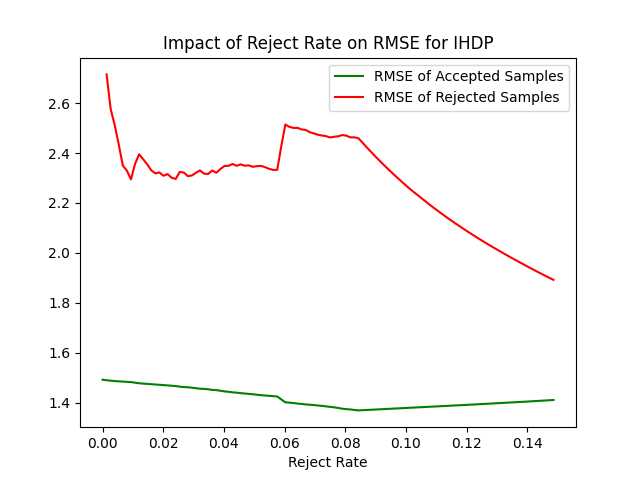 Impact of Reject Rate on RMSE for IHDP
RMSE of Accepted Samples
RMSE of Rejected Samples
2.6
2.4
2.2
2.0
1.8
1.6
1.4
0.00 0.02 0.04 0.06 0.08 0.10 0.12 0.14
Reject Rate